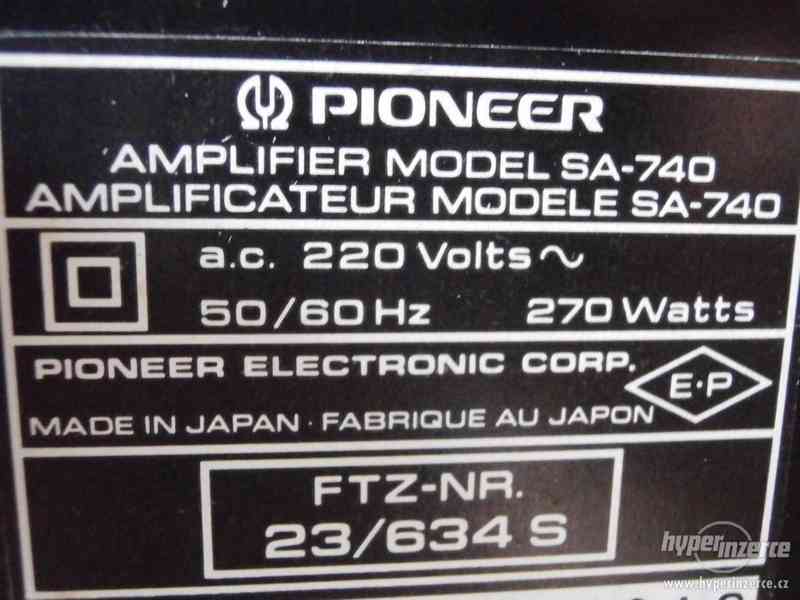 PIONEER
AMPLIFIER MODEL SA-740
AMPLIFICATEUR MODELE SA-740
a.c. 220 Volts ~
50/60 Hz 270 Watts
PIONEER ELECTRONIC CORP.
E·P
MADE IN JAPAN · FABRIQUE AU JAPON
FTZ-NR.
23/634 S
hyperinzerce
www.hyperinzerce.cz